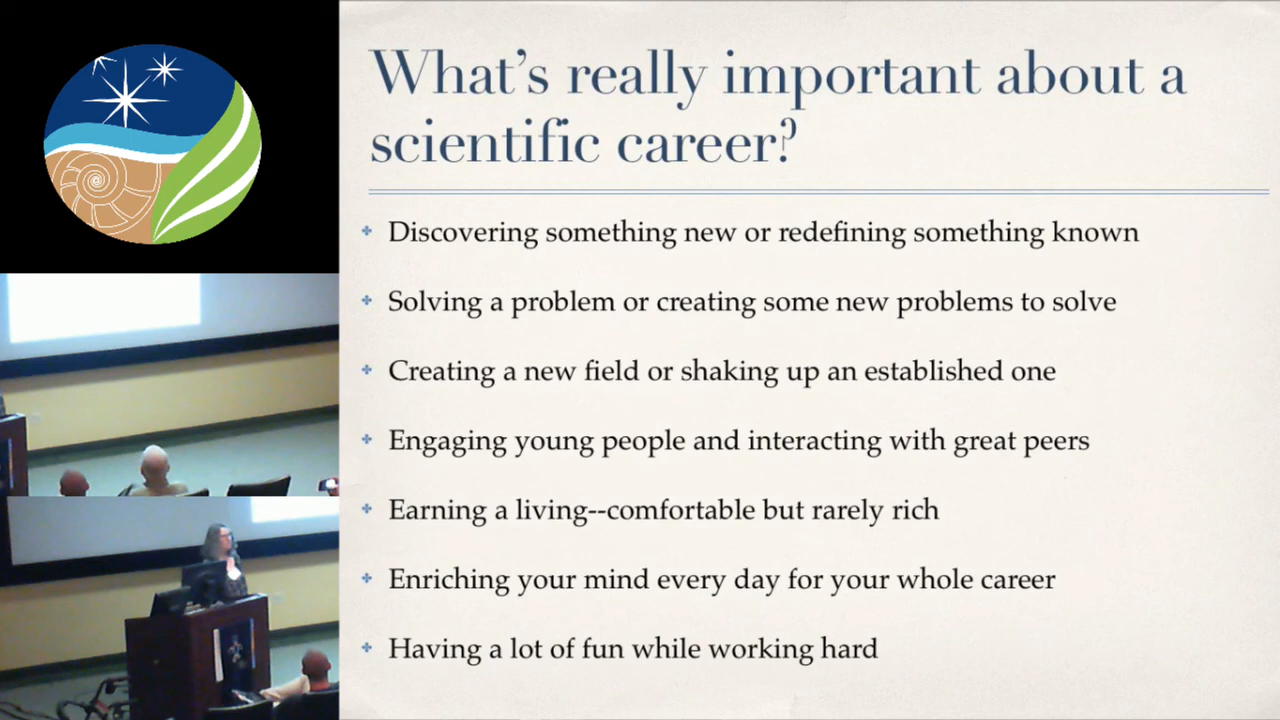 What's really important about a
scientific career?
Discovering something new or redefining something known
Solving a problem or creating some new problems to solve
Creating a new field or shaking up an established one
Engaging young people and interacting with great peers
Earning a living--comfortable but rarely rich
Enriching your mind every day for your whole career
Having a lot of fun while working hard